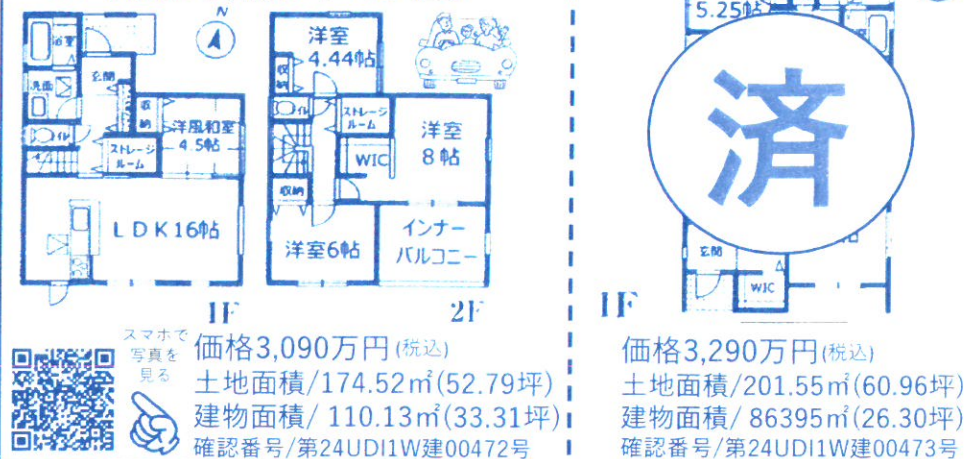 N
浴室
洗面
玄関
トイレ
収納
洋風和室
4.5帖
ストレージ
ルーム
LDK16帖
1F
洋室
4.44帖
収納
トイレ
ストレージ
ルーム
洋室
8帖
WIC
収納
洋室6帖
インナー
バルコニー
2F
スマホで
写真を
見る
価格3,090万円(税込)
土地面積/174.52㎡(52.79坪)
建物面積/ 110.13㎡(33.31坪)
確認番号/第24UDI1W建00472号
5.25帖
済
玄関
WIC
1F
価格3,290万円(税込)
土地面積/201.55㎡(60.96坪)
建物面積/ 86395㎡(26.30坪)
確認番号/第24UDI1W建00473号